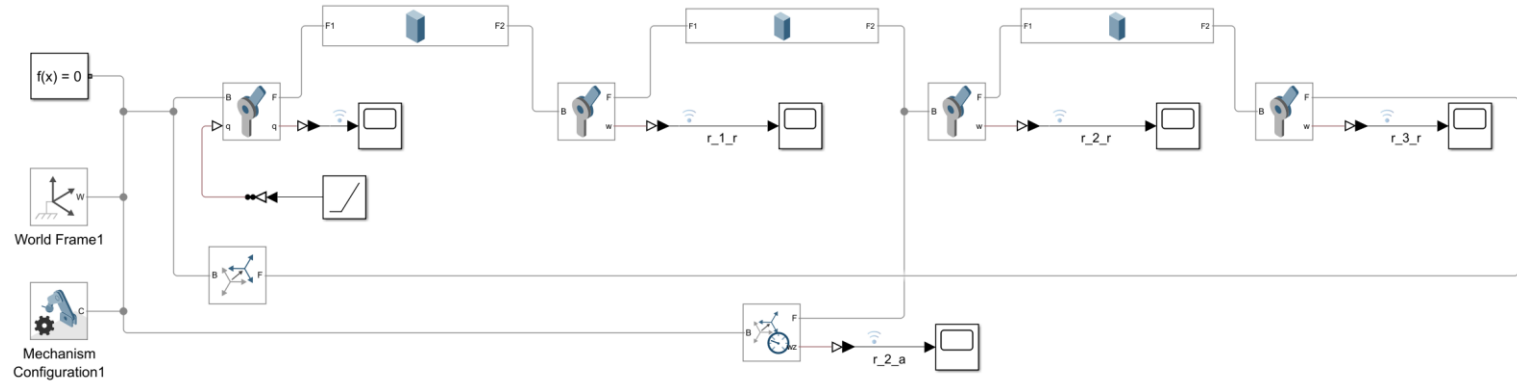 F1
F2
F1
F2
F1
F2
f(x) = 0
B
F
q
q
B
F
w
r_1_r
B
F
w
r_2_r
B
F
w
r_3_r
W
World Frame1
B
F
C
Mechanism
Configuration1
B
F
wz
r_2_a